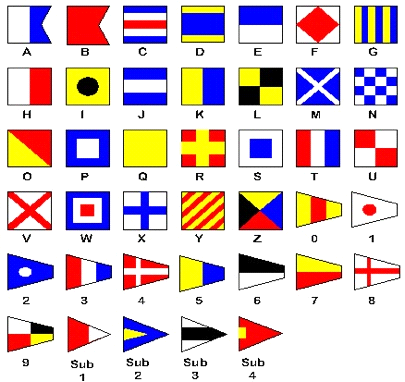 A B C D E F G
H I J K L M N
O P Q R S T U
V W X Y Z 0 1
2 3 4 5 6 7 8
9 Sub Sub Sub Sub
1 2 3 4